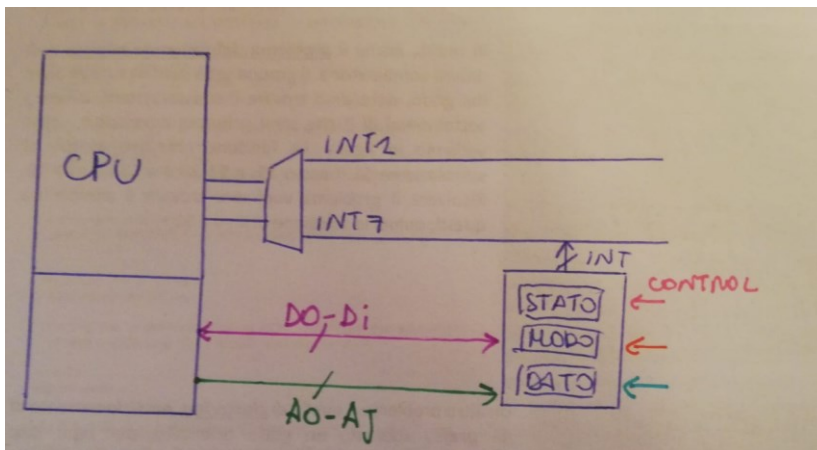 INT1
CPU
INT7
INT
CONTROL
STATO
D0-Di
MODO
DATO
A0-AJ